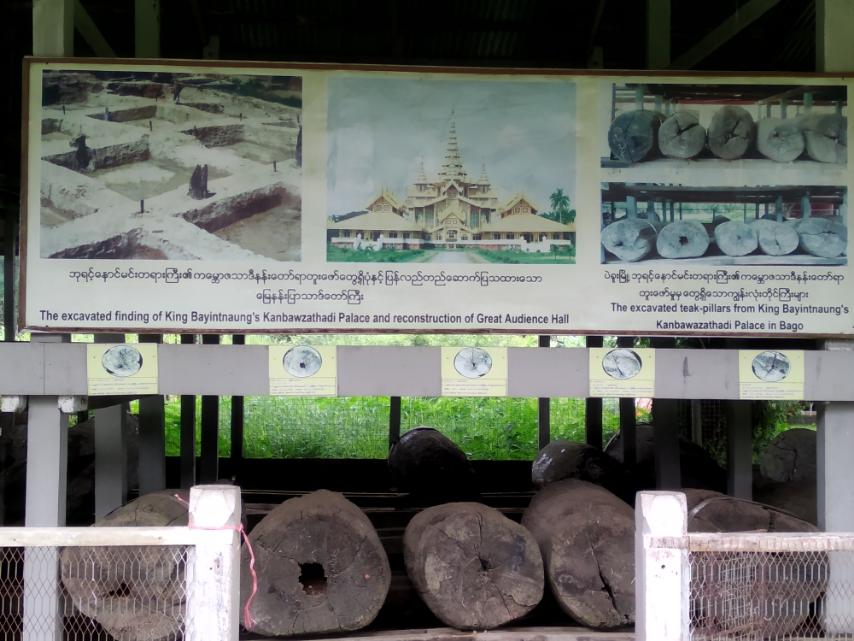 ဘုရင့်နောင်မင်းတရားကြီး၏ ကမ္ဘောဇသာဒီနန်းတော်ရာတူးဖော်တွေ့ရှိပုံနှင့် ပြန်လည်တည်ဆောက်ပြသထားသော
မြေနန်းပြာသာဒ်တော်ကြီး
The excavated finding of King Bayintnaung's Kanbawzathadi Palace and reconstruction of Great Audience Hall
ပဲခူးမြို့ ဘုရင့်နောင်မင်းတရားကြီး၏ ကမ္ဘောဇသာဒီနန်းတော်ရာ
တူးဖော်မှုမှ တွေ့ရှိသောကျွန်းလုံးတိုင်ကြီးများ
The excavated teak-pillars from King Bayintnaung's
Kanbawazathadi Palace in Bago